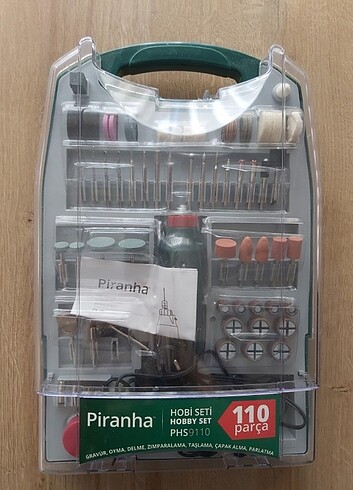 Piranha
Piranha
HOBİ SETİ
HOBBY SET
PHS9110
110
parça
GRAVÜR, OYMA, DELME, ZIMPARALAMA, TAŞLAMA, ÇAPAK ALMA, PARLATMA